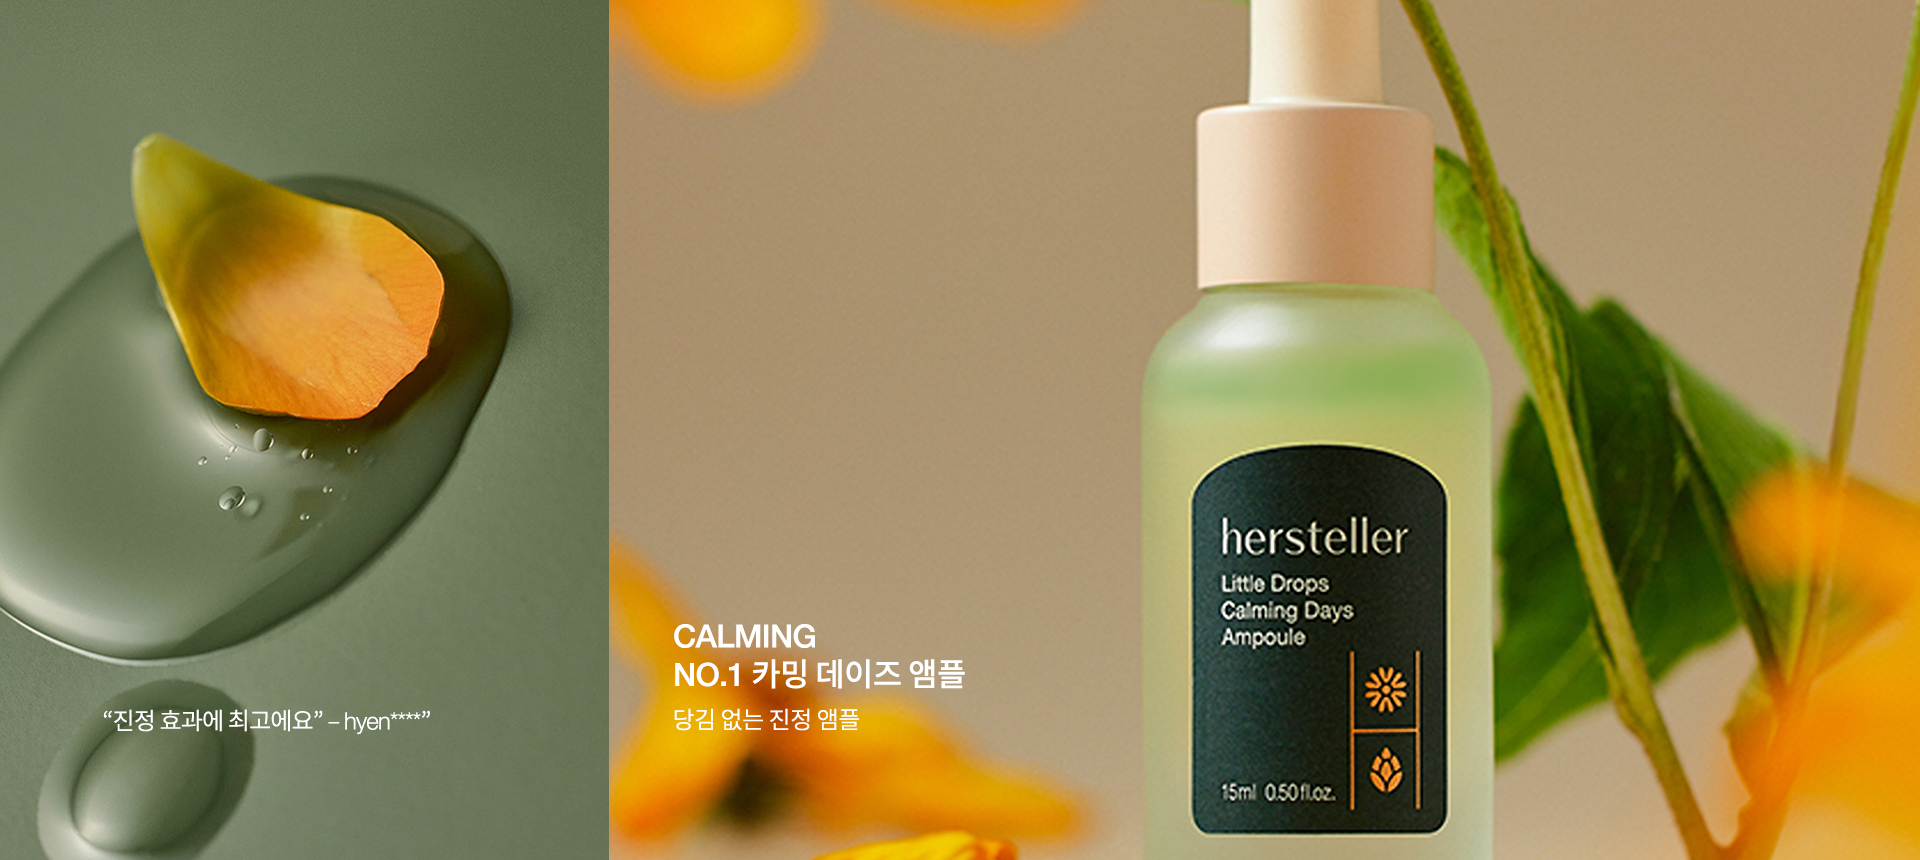 “진정 효과에 최고에요” – hyen****”
CALMING
NO.1 카밍 데이즈 앰플
당김 없는 진정 앰플
hersteller
Little Drops
Calming Days
Ampoule
15ml 0.50 fl.oz.